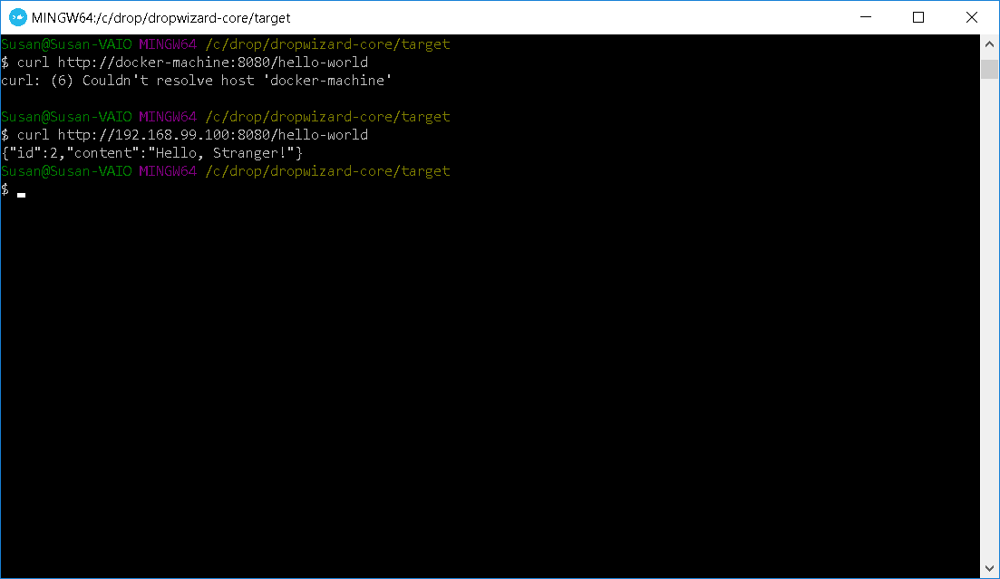 MINGW64:/c/drop/dropwizard-core/target
Susan@Susan-VAIO MINGW64 /c/drop/dropwizard-core/target
$ curl http://docker-machine:8080/hello-world
curl: (6) Couldn't resolve host 'docker-machine'
Susan@Susan-VAIO MINGW64 /c/drop/dropwizard-core/target
$ curl http://192.168.99.100:8080/hello-world
{"id":2,"content":"Hello, Stranger!"}
Susan@Susan-VAIO MINGW64 /c/drop/dropwizard-core/target
$